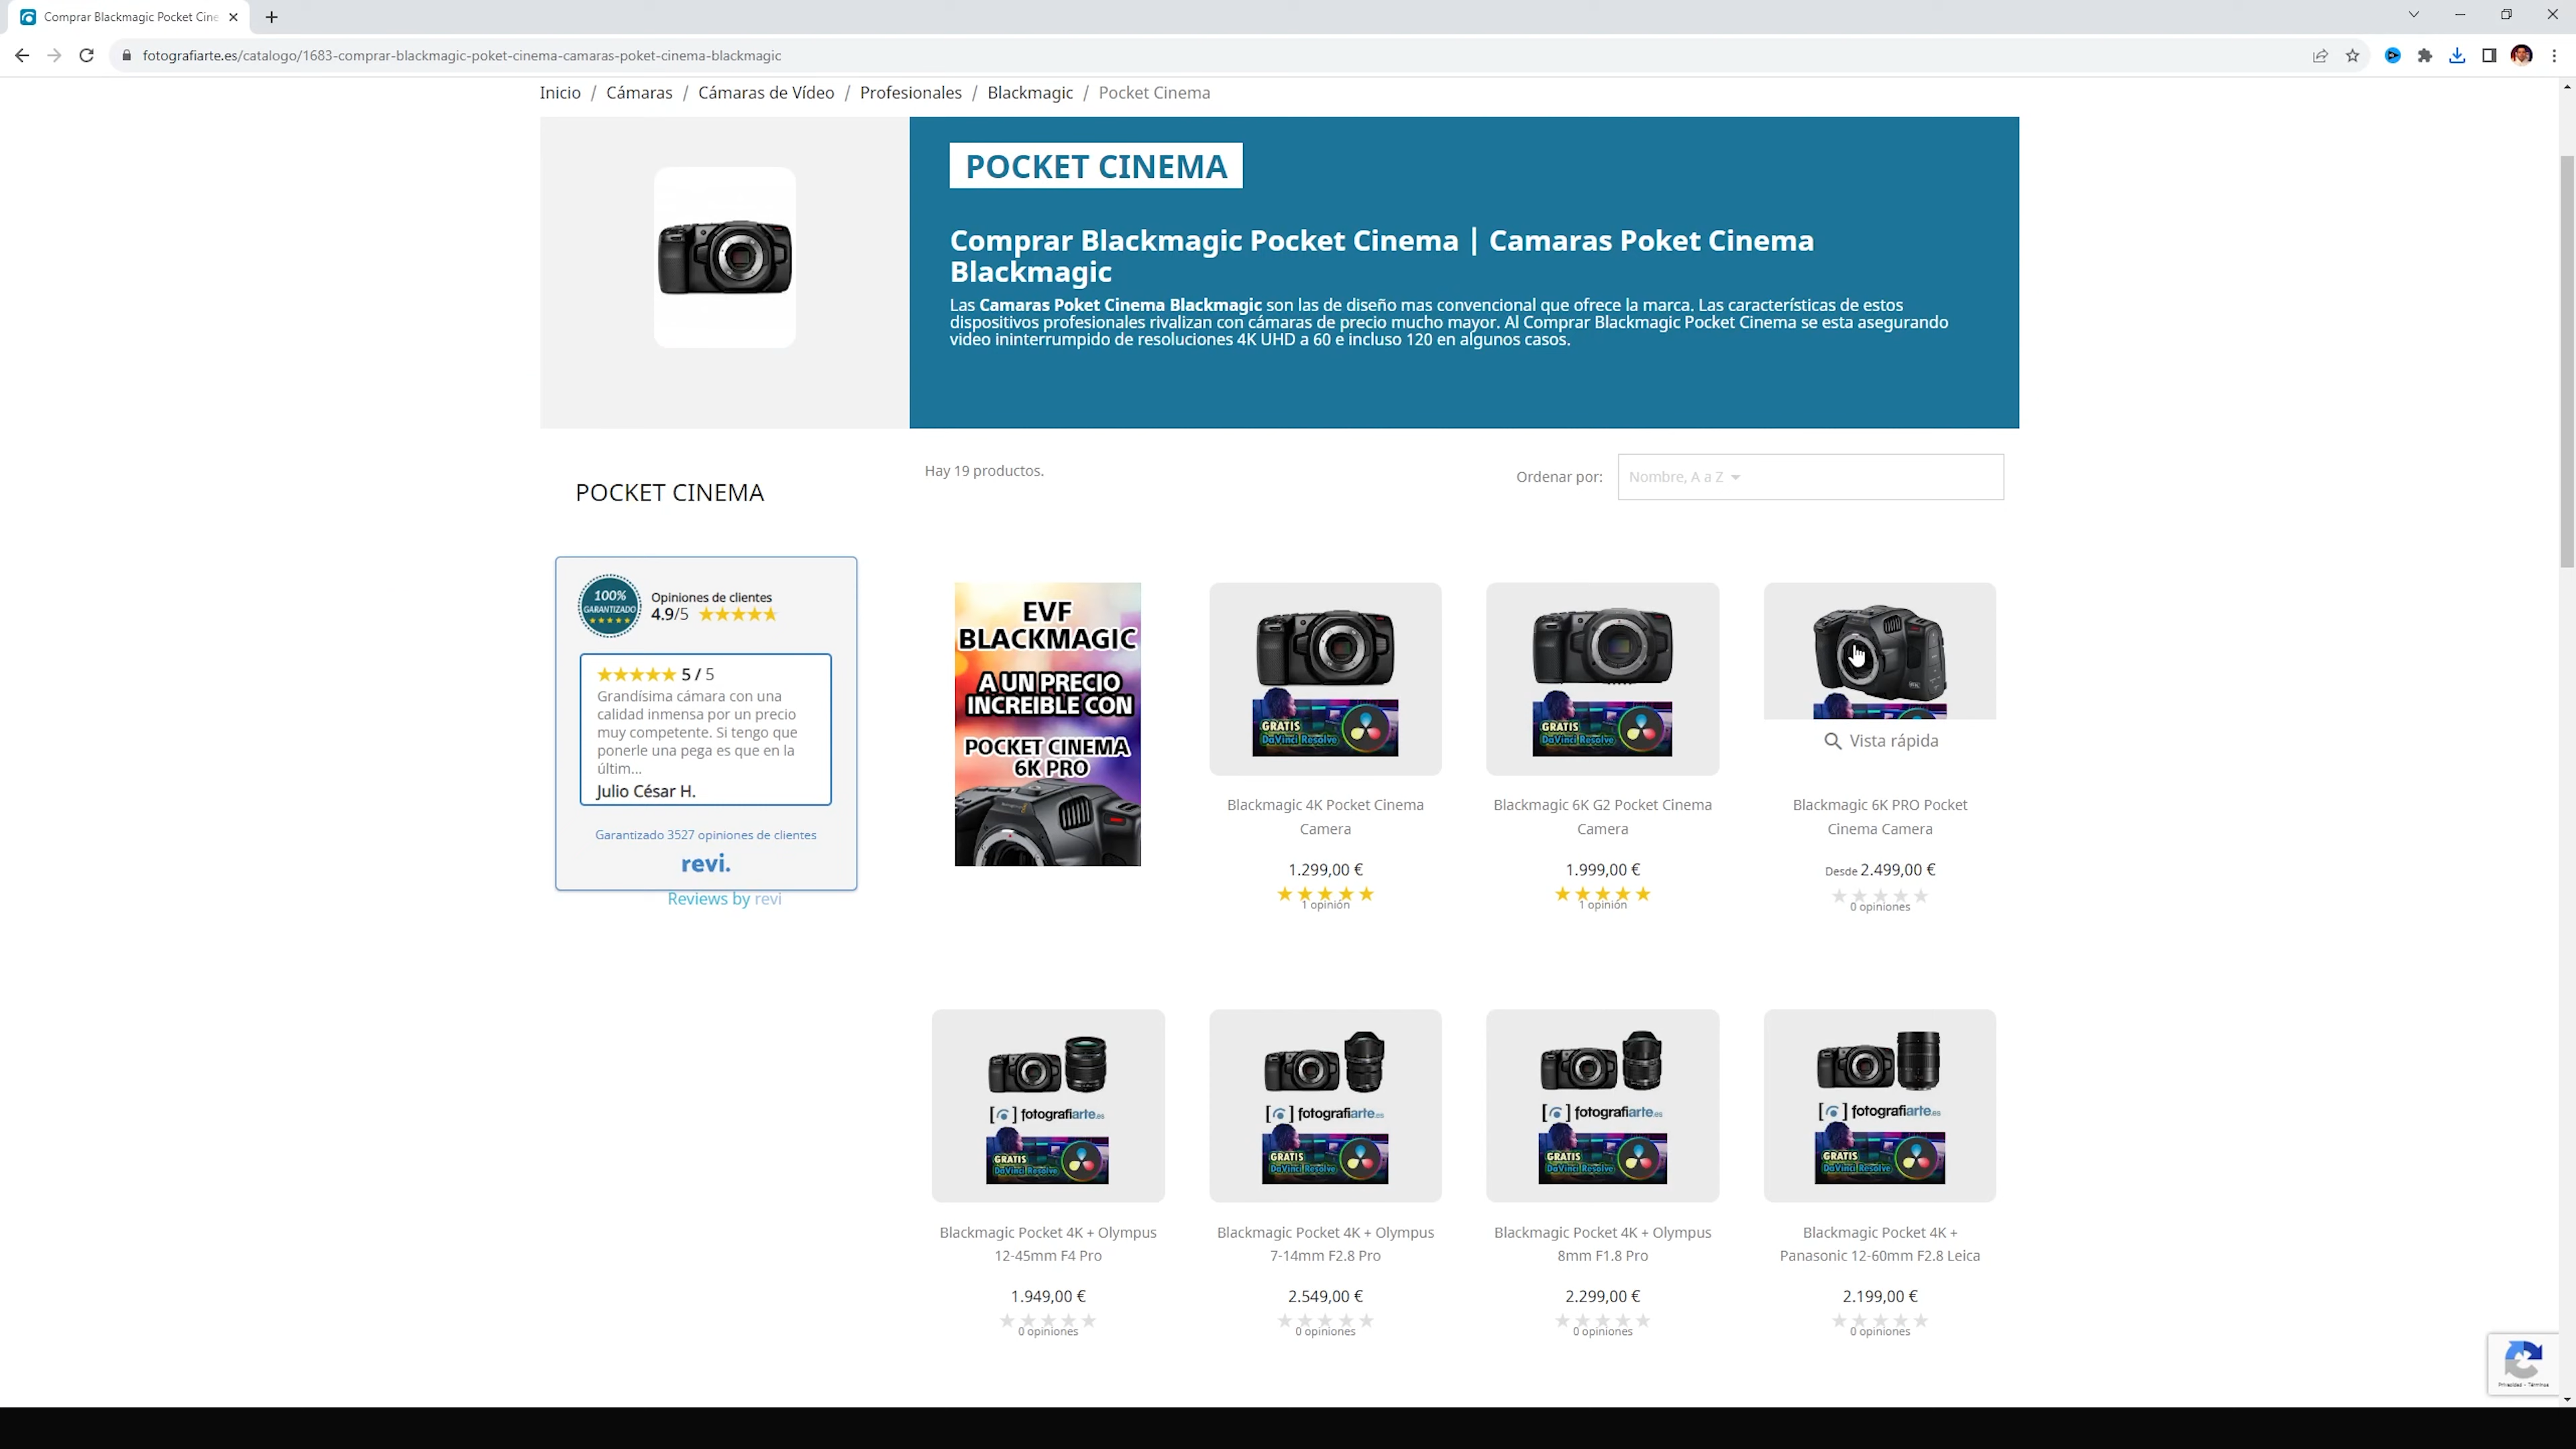 Comprar Blackmagic Pocket Cine
fotografiarte.es/catalogo/1683-comprar-blackmagic-poket-cinema-camaras-poket-cinema-blackmagic
Inicio / Cámaras / Cámaras de Vídeo / Profesionales / Blackmagic / Pocket Cinema
POCKET CINEMA
Comprar Blackmagic Pocket Cinema | Camaras Poket Cinema
Blackmagic
Las Camaras Poket Cinema Blackmagic son las de diseño mas convencional que ofrece la marca. Las características de estos
dispositivos profesionales rivalizan con cámaras de precio mucho mayor. Al Comprar Blackmagic Pocket Cinema se esta asegurando
video ininterrumpido de resoluciones 4K UHD a 60 e incluso 120 en algunos casos.
POCKET CINEMA
Hay 19 productos.
Ordenar por:
Nombre, A a Z
100%
GARANTIZADO
Opiniones de clientes
4.9/5
5 / 5
Grandísima cámara con una
calidad inmensa por un precio
muy competente. Si tengo que
ponerle una pega es que en la
últim...
Julio César H.
Garantizado 3527 opiniones de clientes
revi.
Reviews by revi
EVF
BLACKMAGIC
A UN PRECIO
INCREIBLE CON
POCKET CINEMA
6K PRO
GRATIS
DaVinci Resolve
Blackmagic 4K Pocket Cinema
Camera
1.299,00 €
1 opinión
GRATIS
DaVinci Resolve
Blackmagic 6K G2 Pocket Cinema
Camera
1.999,00 €
1 opinión
Vista rápida
Blackmagic 6K PRO Pocket
Cinema Camera
Desde 2.499,00 €
0 opiniones
[ ] fotografiarte.es
GRATIS
DaVinci Resolve
Blackmagic Pocket 4K + Olympus
12-45mm F4 Pro
1.949,00 €
0 opiniones
[ ] fotografiarte.es
GRATIS
DaVinci Resolve
Blackmagic Pocket 4K + Olympus
7-14mm F2.8 Pro
2.549,00 €
0 opiniones
[ ] fotografiarte.es
GRATIS
DaVinci Resolve
Blackmagic Pocket 4K + Olympus
8mm F1.8 Pro
2.299,00 €
0 opiniones
[ ] fotografiarte.es
GRATIS
DaVinci Resolve
Blackmagic Pocket 4K +
Panasonic 12-60mm F2.8 Leica
2.199,00 €
0 opiniones
Privacidad - Términos